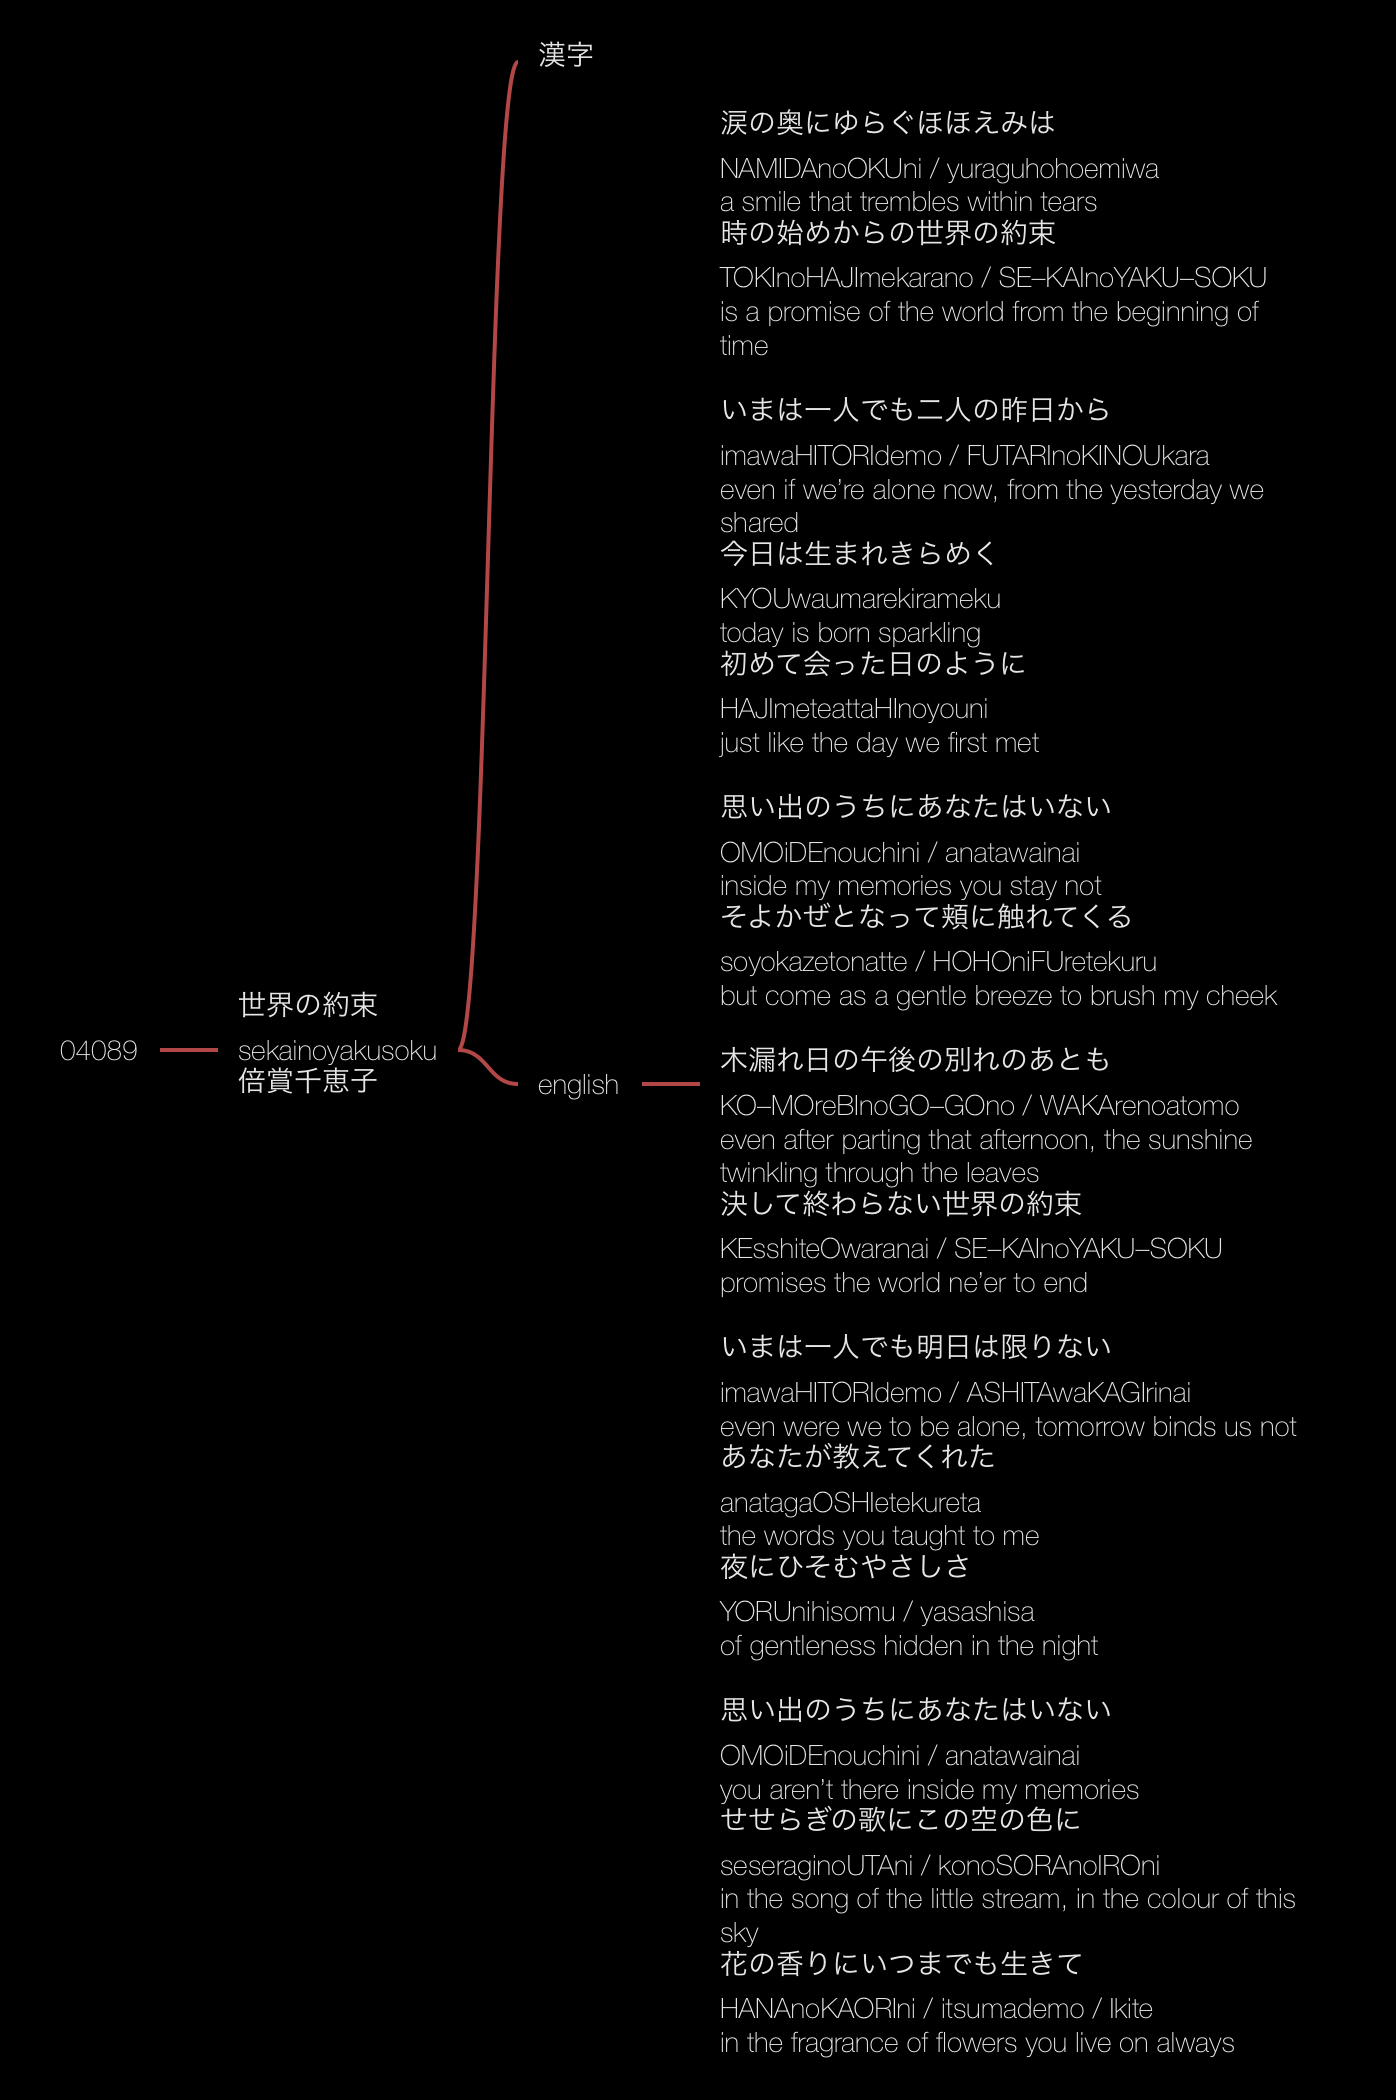 漢字
涙の奥にゆらぐほほえみは
NAMIDAnoOKUni / yuraguhohoemiwa
a smile that trembles within tears
時の始めからの世界の約束
TOKInoHAJImekarano / SE–KAInoYAKU–SOKU
is a promise of the world from the beginning of
time
いまは一人でも二人の昨日から
imawaHITORIdemo / FUTARInoKINOUkara
even if we’re alone now, from the yesterday we
shared
今日は生まれきらめく
KYOUwaumarekirameku
today is born sparkling
初めて会った日のように
HAJImeteattaHInoyouni
just like the day we first met
思い出のうちにあなたはいない
OMOiDEnouchini / anatawainai
inside my memories you stay not
そよかぜとなって頬に触れてくる
soyokazetonatte / HOHOniFUretekuru
but come as a gentle breeze to brush my cheek
04089
世界の約束
sekainoyakusoku
倍賞千恵子
english
木漏れ日の午後の別れのあとも
KO–MOreBInoGO–GOno / WAKArenoatomo
even after parting that afternoon, the sunshine
twinkling through the leaves
決して終わらない世界の約束
KEsshiteOwaranai / SE–KAInoYAKU–SOKU
promises the world ne’er to end
いまは一人でも明日は限りない
imawaHITORIdemo / ASHITAwaKAGIrinai
even were we to be alone, tomorrow binds us not
あなたが教えてくれた
anatagaOSHIetekureta
the words you taught to me
夜にひそむやさしさ
YORUnihisomu / yasashisa
of gentleness hidden in the night
思い出のうちにあなたはいない
OMOiDEnouchini / anatawainai
you aren’t there inside my memories
せせらぎの歌にこの空の色に
seseraginoUTAni / konoSORAnoIROni
in the song of the little stream, in the colour of this
sky
花の香りにいつまでも生きて
HANAnoKAORIni / itsumademo / Ikite
in the fragrance of flowers you live on always